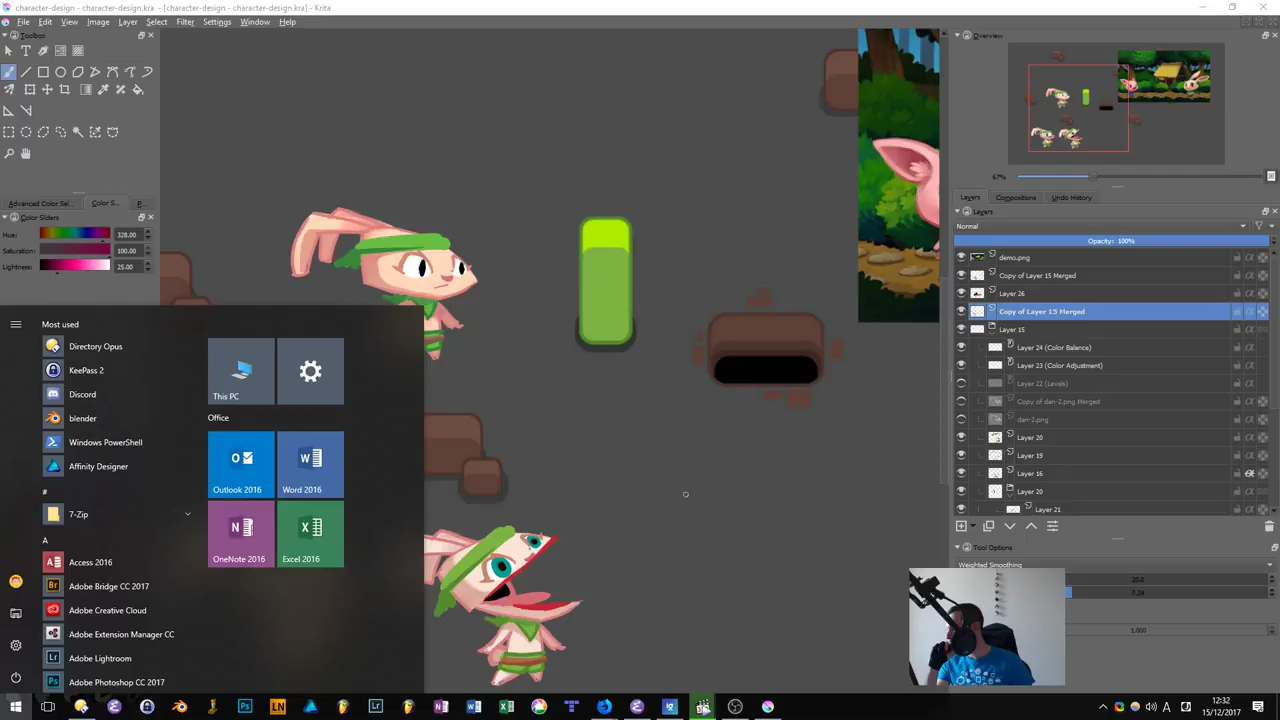 character-design - character-design.kra - [character-design - character-design.kra] - Krita
File Edit View Image Layer Select Filter Settings Window Help
Toolbox
Advanced Color Sel... Color S... P...
Color Sliders
Hue: 328.00
Saturation: 100.00
Lightness: 25.00
Most used
Directory Opus
KeePass 2
Discord
blender
Windows PowerShell
Affinity Designer
#
7-Zip
A
Access 2016
Adobe Bridge CC 2017
Adobe Creative Cloud
Adobe Extension Manager CC
Adobe Lightroom
Adobe Photoshop CC 2017
This PC
Office
Outlook 2016
Word 2016
OneNote 2016
Excel 2016
Overview
67%
Layers Compositions Undo History
Layers
Normal
Opacity: 100%
demo.png
Copy of Layer 15 Merged
Layer 26
Copy of Layer 15 Merged
Layer 15
Layer 24 (Color Balance)
Layer 23 (Color Adjustment)
Layer 22 (Levels)
Copy of dan-2.png Merged
dan-2.png
Layer 20
Layer 19
Layer 16
Layer 20
Layer 21
Tool Options
Weighted Smoothing
20.0
0.24
1.000
12:32
15/12/2017